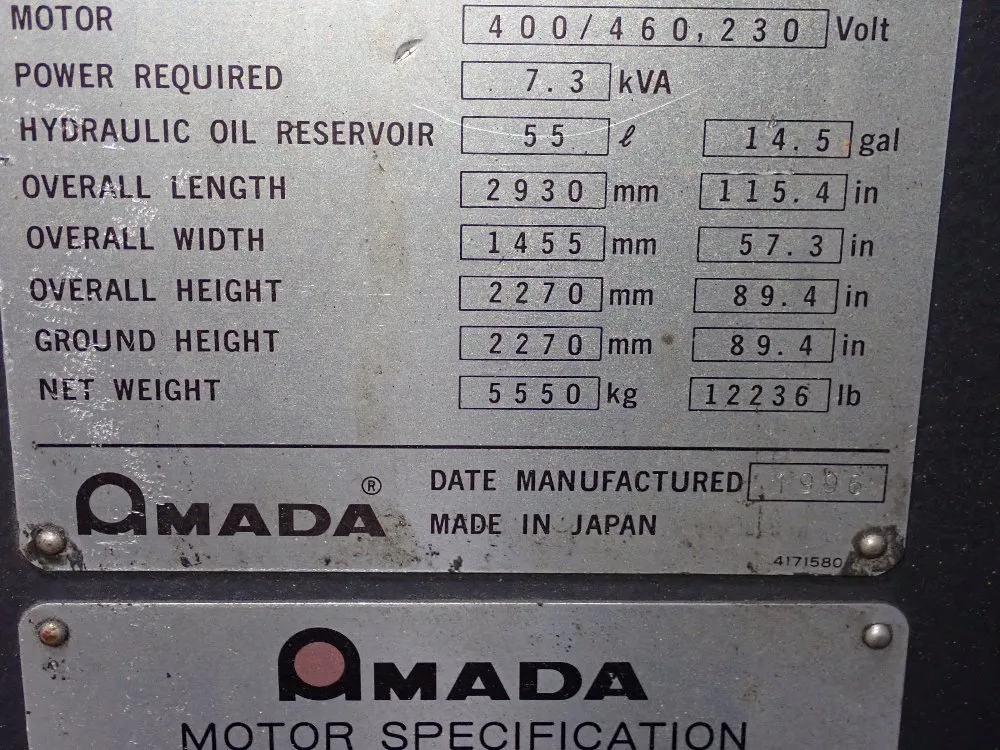 MOTOR 400/460,230 Volt
POWER REQUIRED 7.3 kVA
HYDRAULIC OIL RESERVOIR 55 ℓ 14.5 gal
OVERALL LENGTH 2930 mm 115.4 in
OVERALL WIDTH 1455 mm 57.3 in
OVERALL HEIGHT 2270 mm 89.4 in
GROUND HEIGHT 2270 mm 89.4 in
NET WEIGHT 5550 kg 12236 lb
AMADA® DATE MANUFACTURED 1996
MADE IN JAPAN
4171580
AMADA
MOTOR SPECIFICATION